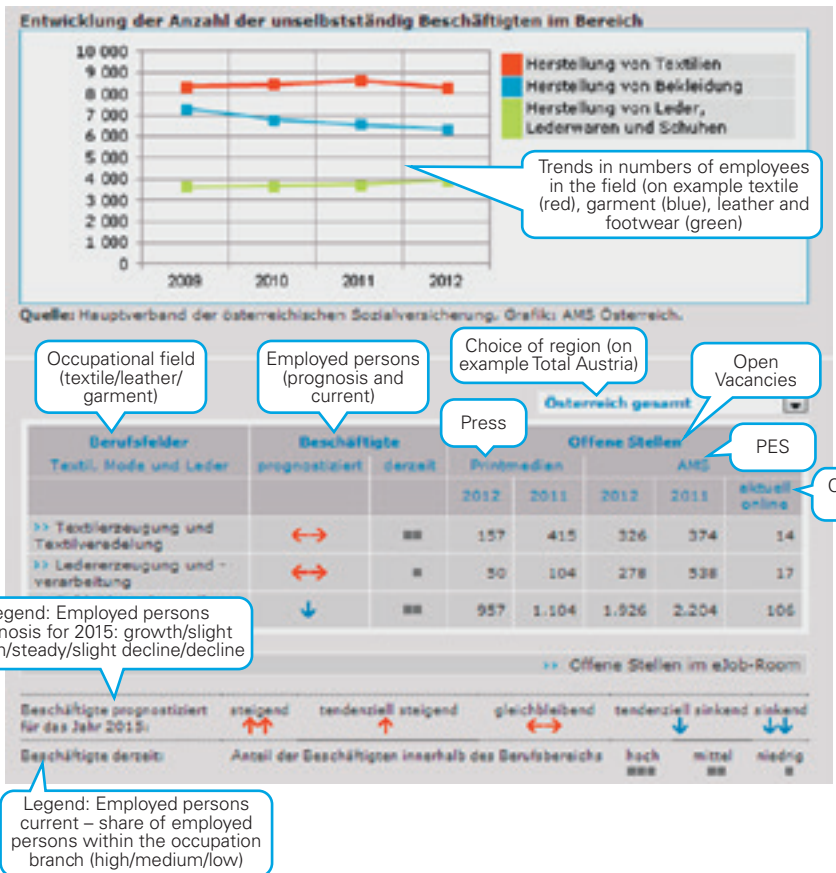 Entwicklung der Anzahl der unselbstständig Beschäftigten im Bereich
10 000
9 000
8 000
7 000
6 000
5 000
4 000
3 000
2 000
1 000
0
2009 2010 2011 2012
Herstellung von Textilien
Herstellung von Bekleidung
Herstellung von Leder,
Lederwaren und Schuhen
Trends in numbers of employees
in the field (on example textile
(red), garment (blue), leather and
footwear (green)
Quelle: Hauptverband der österreichischen Sozialversicherung. Grafik: AMS Österreich.
Occupational field
(textile/leather/
garment)
Employed persons
(prognosis and
current)
Choice of region (on
example Total Austria)
Open
Vacancies
Österreich gesamt
Press
PES
Berufsfelder Beschäftigte Offene Stellen
Textil, Mode und Leder prognostiziert derzeit Printmedien AMS
2012 2011 2012 2011 aktuell
online
>> Textilerzeugung und
Textilveredelung 157 415 326 374 14
>> Ledererzeugung und -
verarbeitung 50 104 278 538 17
957 1.104 1.926 2.204 106
egend: Employed persons
nosis for 2015: growth/slight
/steady/slight decline/decline
>> Offene Stellen im eJob-Room
Beschäftigte prognostiziert
für das Jahr 2015:
steigend tendenziell steigend gleichbleibend tendenziell sinkend sinkend
Beschäftigte derzeit: Anteil der Beschäftigten innerhalb des Berufsbereichs hoch mittel niedrig
Legend: Employed persons
current – share of employed
persons within the occupation
branch (high/medium/low)